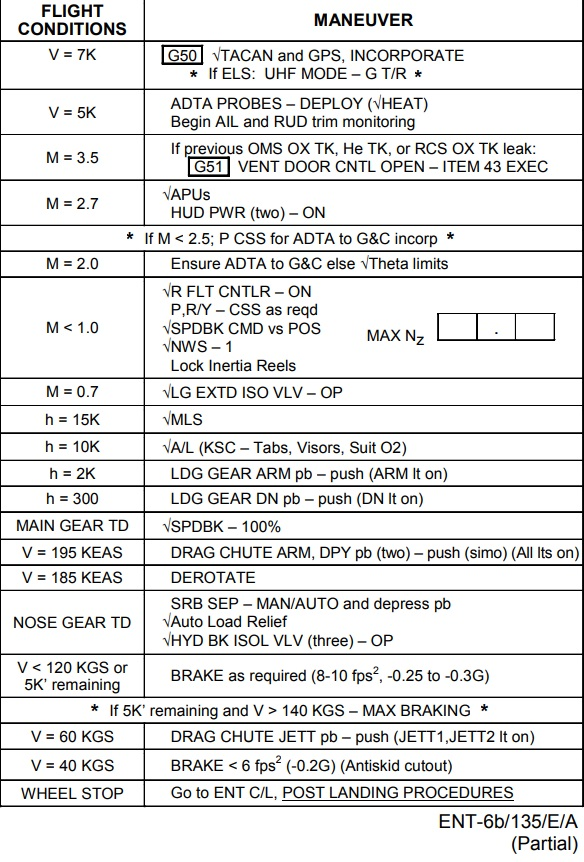 FLIGHT CONDITIONS
MANEUVER
V = 7K
G50 √TACAN and GPS, INCORPORATE
* If ELS: UHF MODE – G T/R *
V = 5K
ADTA PROBES – DEPLOY (√HEAT)
Begin AIL and RUD trim monitoring
M = 3.5
If previous OMS OX TK, He TK, or RCS OX TK leak:
G51 VENT DOOR CNTL OPEN – ITEM 43 EXEC
M = 2.7
√APUs
HUD PWR (two) – ON
* If M < 2.5; P CSS for ADTA to G&C incorp *
M = 2.0
Ensure ADTA to G&C else √Theta limits
M < 1.0
√R FLT CNTLR – ON
P,R/Y – CSS as reqd
√SPDBK CMD vs POS
√NWS – 1
Lock Inertia Reels
MAX NZ .
M = 0.7
√LG EXTD ISO VLV – OP
h = 15K
√MLS
h = 10K
√A/L (KSC – Tabs, Visors, Suit O2)
h = 2K
LDG GEAR ARM pb – push (ARM lt on)
h = 300
LDG GEAR DN pb – push (DN lt on)
MAIN GEAR TD
√SPDBK – 100%
V = 195 KEAS
DRAG CHUTE ARM, DPY pb (two) – push (simo) (All lts on)
V = 185 KEAS
DEROTATE
NOSE GEAR TD
SRB SEP – MAN/AUTO and depress pb
√Auto Load Relief
√HYD BK ISOL VLV (three) – OP
V < 120 KGS or
5K' remaining
BRAKE as required (8-10 fps², -0.25 to -0.3G)
* If 5K' remaining and V > 140 KGS – MAX BRAKING *
V = 60 KGS
DRAG CHUTE JETT pb – push (JETT1,JETT2 lt on)
V = 40 KGS
BRAKE < 6 fps² (-0.2G) (Antiskid cutout)
WHEEL STOP
Go to ENT C/L, POST LANDING PROCEDURES
ENT-6b/135/E/A
(Partial)